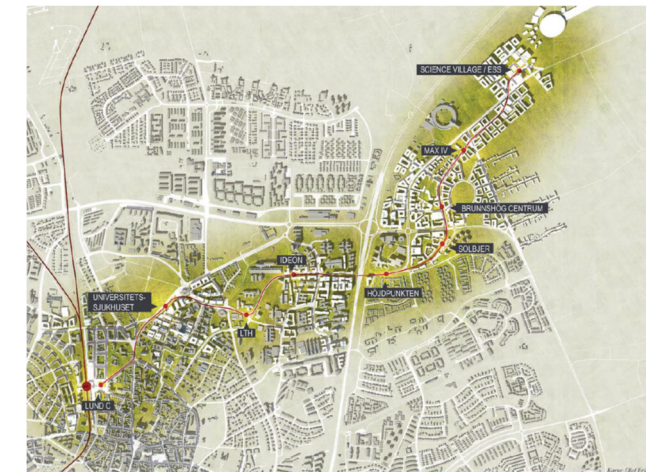 SCIENCE VILLAGE / ESS
MAX IV
BRUNNSHÖG CENTRUM
SOLBJER
IDEON
HÖJDPUNKTEN
UNIVERSITETS-
SJUKHUSET
LTH
LUND C